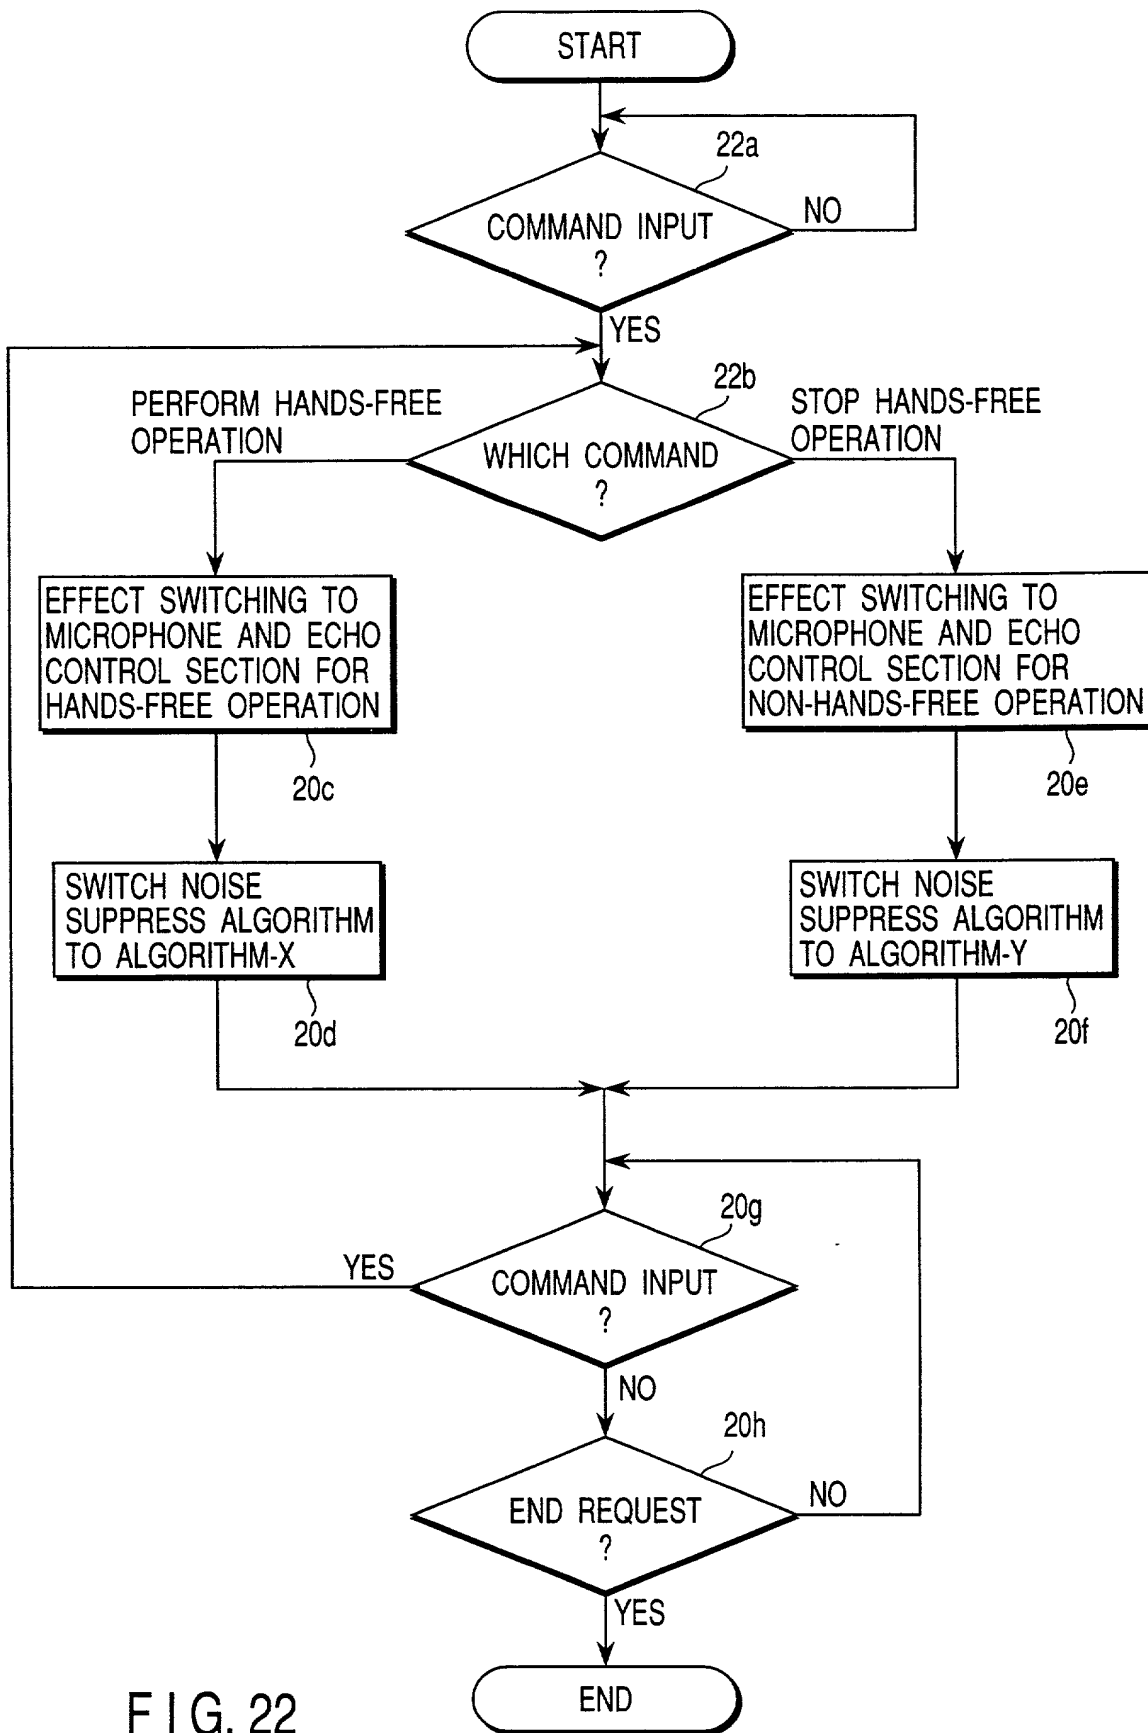 START
22a
COMMAND INPUT
?
NO
YES
22b
PERFORM HANDS-FREE
OPERATION
STOP HANDS-FREE
OPERATION
WHICH COMMAND
?
EFFECT SWITCHING TO
MICROPHONE AND ECHO
CONTROL SECTION FOR
HANDS-FREE OPERATION
20c
EFFECT SWITCHING TO
MICROPHONE AND ECHO
CONTROL SECTION FOR
NON-HANDS-FREE OPERATION
20e
SWITCH NOISE
SUPPRESS ALGORITHM
TO ALGORITHM-X
20d
SWITCH NOISE
SUPPRESS ALGORITHM
TO ALGORITHM-Y
20f
20g
YES
COMMAND INPUT
?
NO
20h
END REQUEST
?
NO
YES
END
FIG. 22